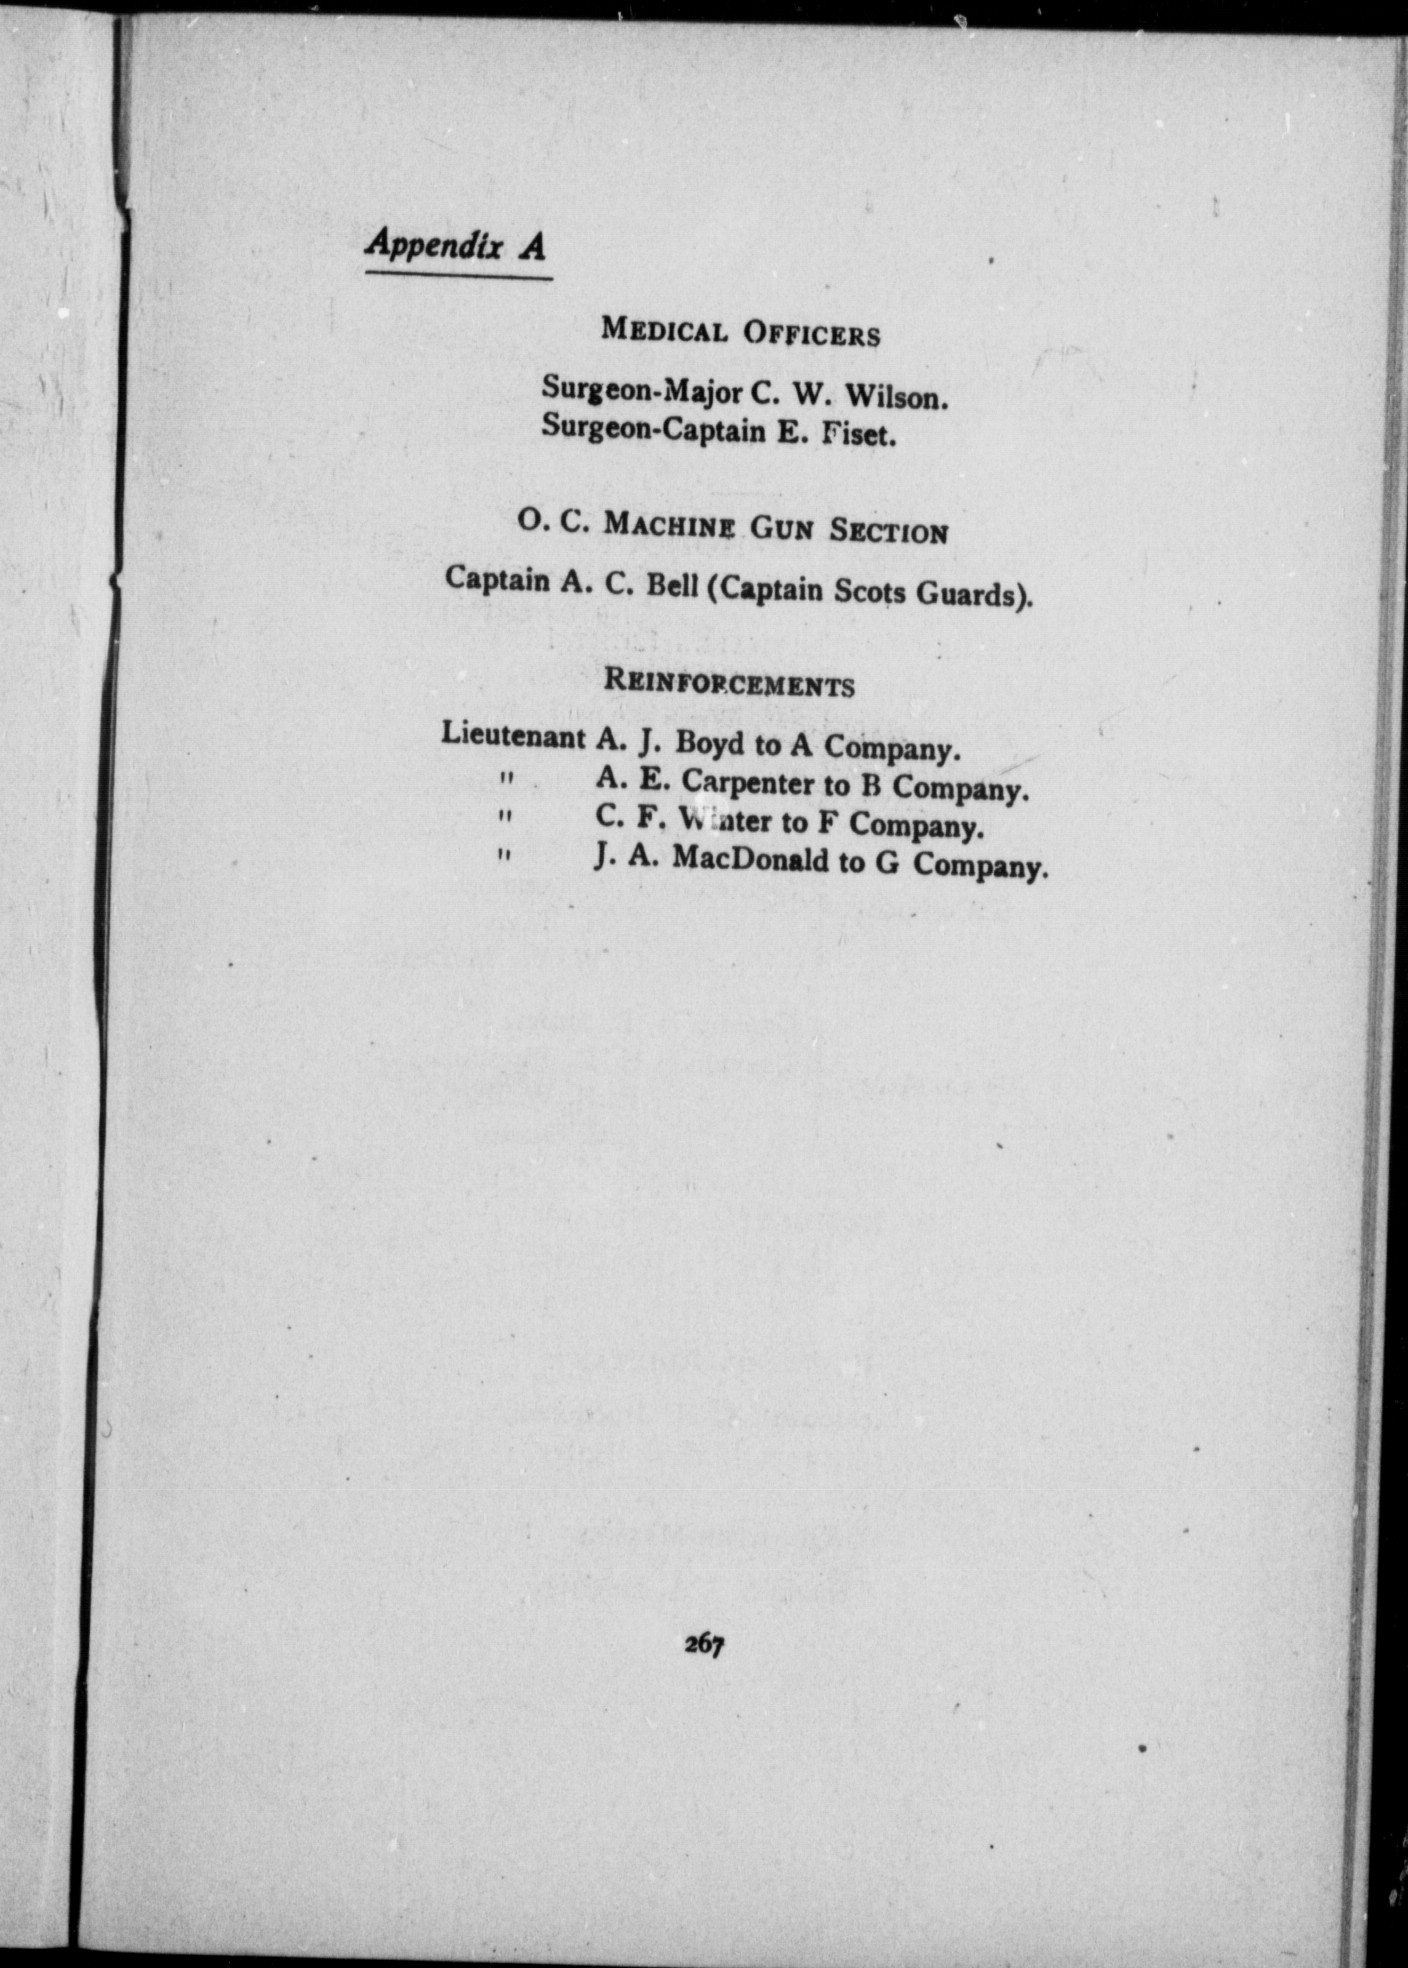 Appendix A
MEDICAL OFFICERS
Surgeon-Major C. W. Wilson.
Surgeon-Captain E. Fiset.
O. C. MACHINE GUN SECTION
Captain A. C. Bell (Captain Scots Guards).
REINFORCEMENTS
Lieutenant A. J. Boyd to A Company.
" A. E. Carpenter to B Company.
" C. F. Winter to F Company.
" J. A. MacDonald to G Company.
267